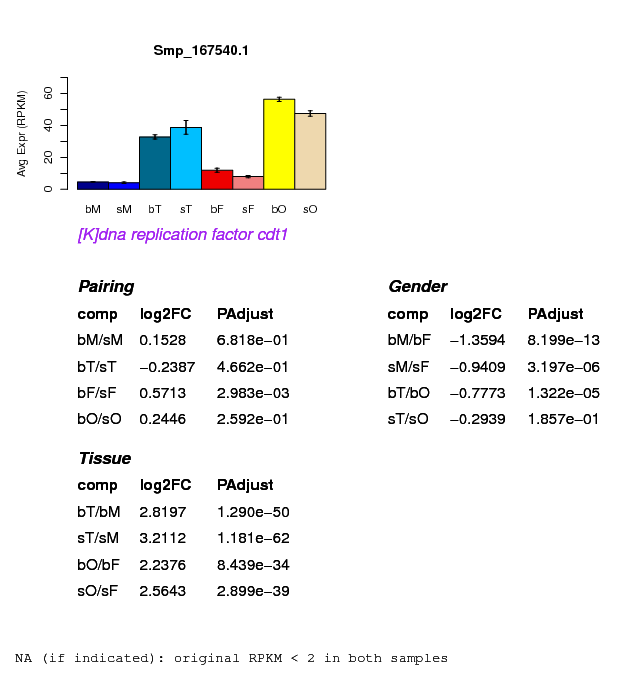 Smp_167540.1
Avg Expr (RPKM)
0 20 40 60
bM sM bT sT bF sF bO sO
[K]dna replication factor cdt1
Pairing
comp log2FC PAdjust
bM/sM 0.1528 6.818e−01
bT/sT −0.2387 4.662e−01
bF/sF 0.5713 2.983e−03
bO/sO 0.2446 2.592e−01
Gender
comp log2FC PAdjust
bM/bF −1.3594 8.199e−13
sM/sF −0.9409 3.197e−06
bT/bO −0.7773 1.322e−05
sT/sO −0.2939 1.857e−01
Tissue
comp log2FC PAdjust
bT/bM 2.8197 1.290e−50
sT/sM 3.2112 1.181e−62
bO/bF 2.2376 8.439e−34
sO/sF 2.5643 2.899e−39
NA (if indicated): original RPKM < 2 in both samples